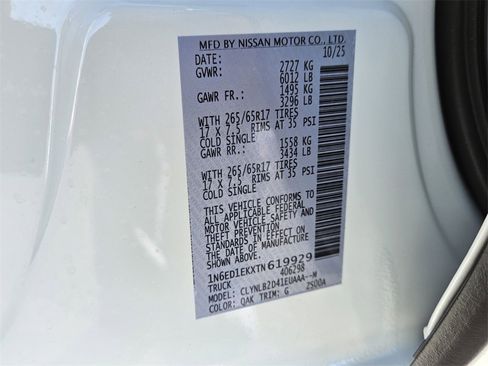 MFD BY NISSAN MOTOR CO., LTD.
DATE: 10/25
GVWR: 2727 KG
6012 LB
GAWR FR.: 1495 KG
3296 LB
WITH 265/65R17 TIRES
17 X 7.5 RIMS AT 35 PSI
COLD SINGLE
GAWR RR.: 1558 KG
3434 LB
WITH 265/65R17 TIRES
17 X 7.5 RIMS AT 35 PSI
COLD SINGLE
THIS VEHICLE CONFORMS TO
ALL APPLICABLE FEDERAL
MOTOR VEHICLE SAFETY AND
THEFT PREVENTION
STANDARDS IN EFFECT ON
THE DATE OF MANUFACTURE
SHOWN ABOVE.
1N6ED1EKXTN619929
TRUCK 406298
MODEL: CLYNLB2D41EUAAA--M
COLOR: QAK TRIM: G 2S00A